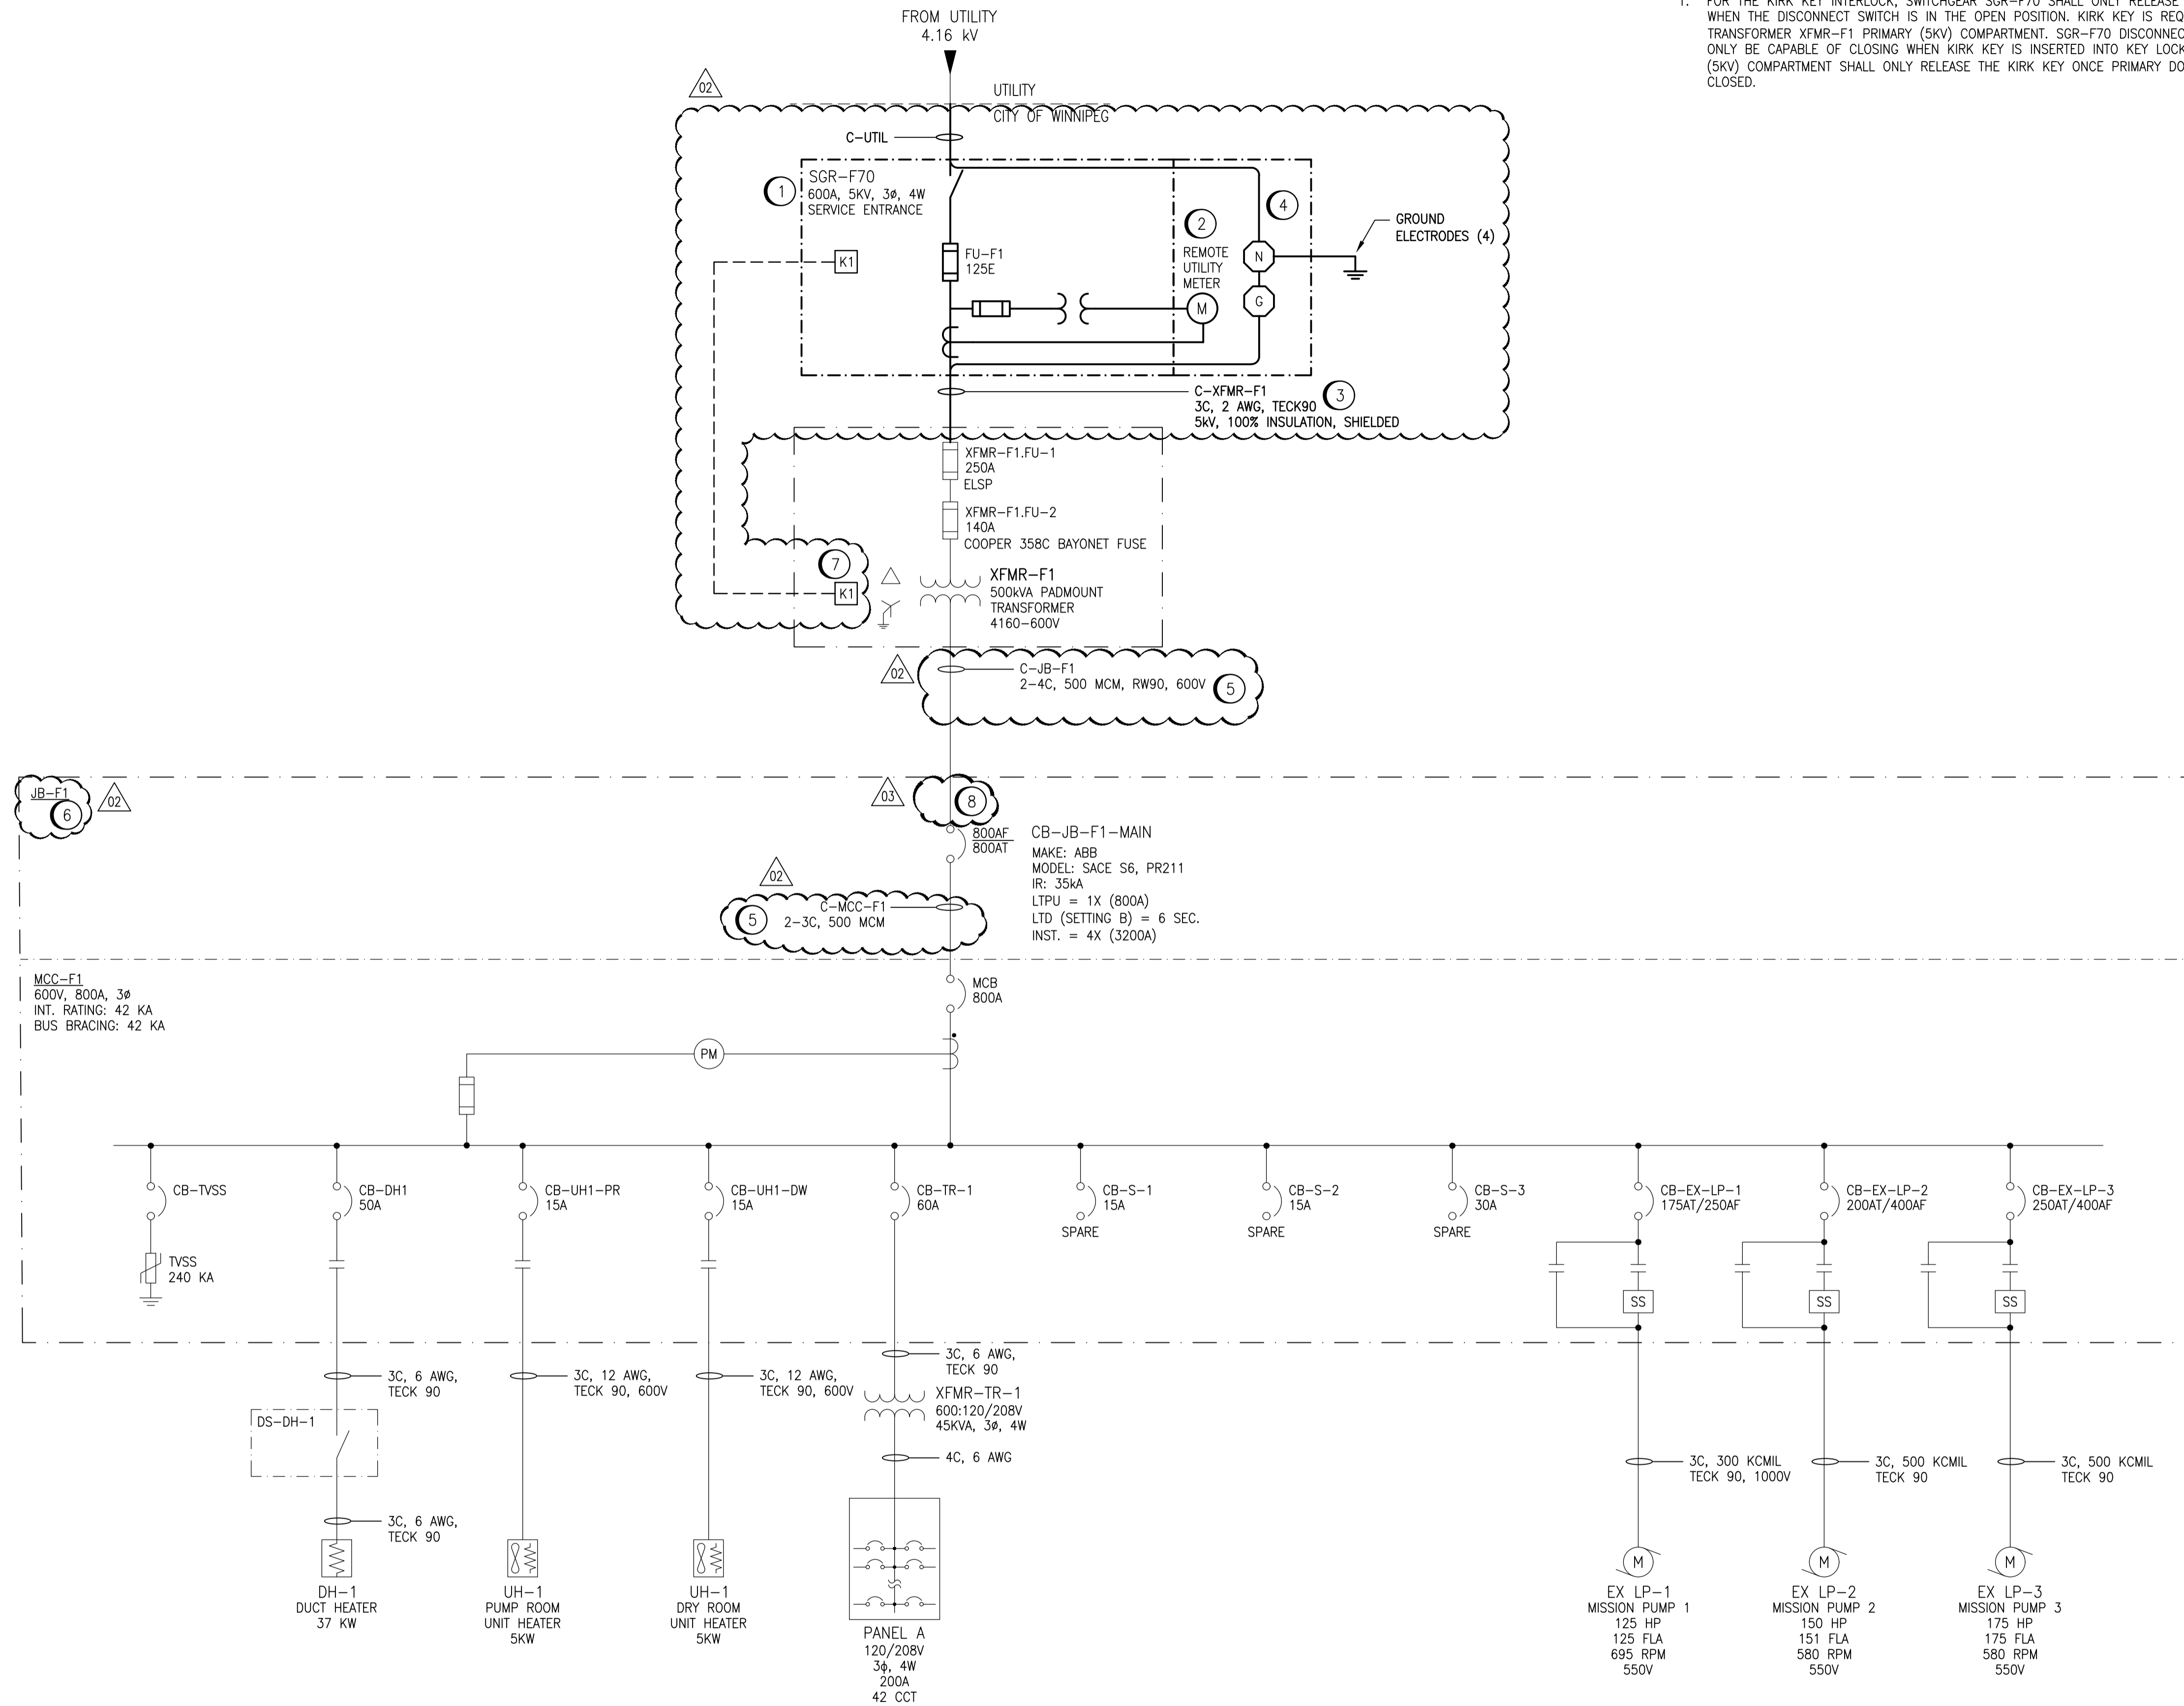 1. FOR THE KIRK KEY INTERLOCK, SWITCHGEAR SGR-F70 SHALL ONLY RELEASE
WHEN THE DISCONNECT SWITCH IS IN THE OPEN POSITION. KIRK KEY IS REQ
TRANSFORMER XFMR-F1 PRIMARY (5KV) COMPARTMENT. SGR-F70 DISCONNEC
ONLY BE CAPABLE OF CLOSING WHEN KIRK KEY IS INSERTED INTO KEY LOCK
(5KV) COMPARTMENT SHALL ONLY RELEASE THE KIRK KEY ONCE PRIMARY DO
CLOSED.
FROM UTILITY
4.16 kV
02
UTILITY
CITY OF WINNIPEG
C-UTIL
1
SGR-F70
600A, 5KV, 3ø, 4W
SERVICE ENTRANCE
K1
FU-F1
125E
2
REMOTE
UTILITY
METER
M
4
N
G
GROUND
ELECTRODES (4)
C-XFMR-F1
3C, 2 AWG, TECK90
5kV, 100% INSULATION, SHIELDED
3
XFMR-F1.FU-1
250A
ELSP
XFMR-F1.FU-2
140A
COOPER 358C BAYONET FUSE
7
K1
XFMR-F1
500kVA PADMOUNT
TRANSFORMER
4160-600V
02
C-JB-F1
2-4C, 500 MCM, RW90, 600V
5
JB-F1
6
02
03
8
800AF
800AT
CB-JB-F1-MAIN
MAKE: ABB
MODEL: SACE S6, PR211
IR: 35kA
LTPU = 1X (800A)
LTD (SETTING B) = 6 SEC.
INST. = 4X (3200A)
02
5
C-MCC-F1
2-3C, 500 MCM
MCC-F1
600V, 800A, 3ø
INT. RATING: 42 KA
BUS BRACING: 42 KA
MCB
800A
PM
CB-TVSS
TVSS
240 KA
CB-DH1
50A
CB-UH1-PR
15A
CB-UH1-DW
15A
CB-TR-1
60A
CB-S-1
15A
SPARE
CB-S-2
15A
SPARE
CB-S-3
30A
SPARE
CB-EX-LP-1
175AT/250AF
SS
CB-EX-LP-2
200AT/400AF
SS
CB-EX-LP-3
250AT/400AF
SS
3C, 6 AWG,
TECK 90
DS-DH-1
3C, 6 AWG,
TECK 90
DH-1
DUCT HEATER
37 KW
3C, 12 AWG,
TECK 90, 600V
UH-1
PUMP ROOM
UNIT HEATER
5KW
3C, 12 AWG,
TECK 90, 600V
UH-1
DRY ROOM
UNIT HEATER
5KW
3C, 6 AWG,
TECK 90
XFMR-TR-1
600:120/208V
45KVA, 3ø, 4W
4C, 6 AWG
PANEL A
120/208V
3ϕ, 4W
200A
42 CCT
3C, 300 KCMIL
TECK 90, 1000V
M
EX LP-1
MISSION PUMP 1
125 HP
125 FLA
695 RPM
550V
3C, 500 KCMIL
TECK 90
M
EX LP-2
MISSION PUMP 2
150 HP
151 FLA
580 RPM
550V
3C, 500 KCMIL
TECK 90
M
EX LP-3
MISSION PUMP 3
175 HP
175 FLA
580 RPM
550V